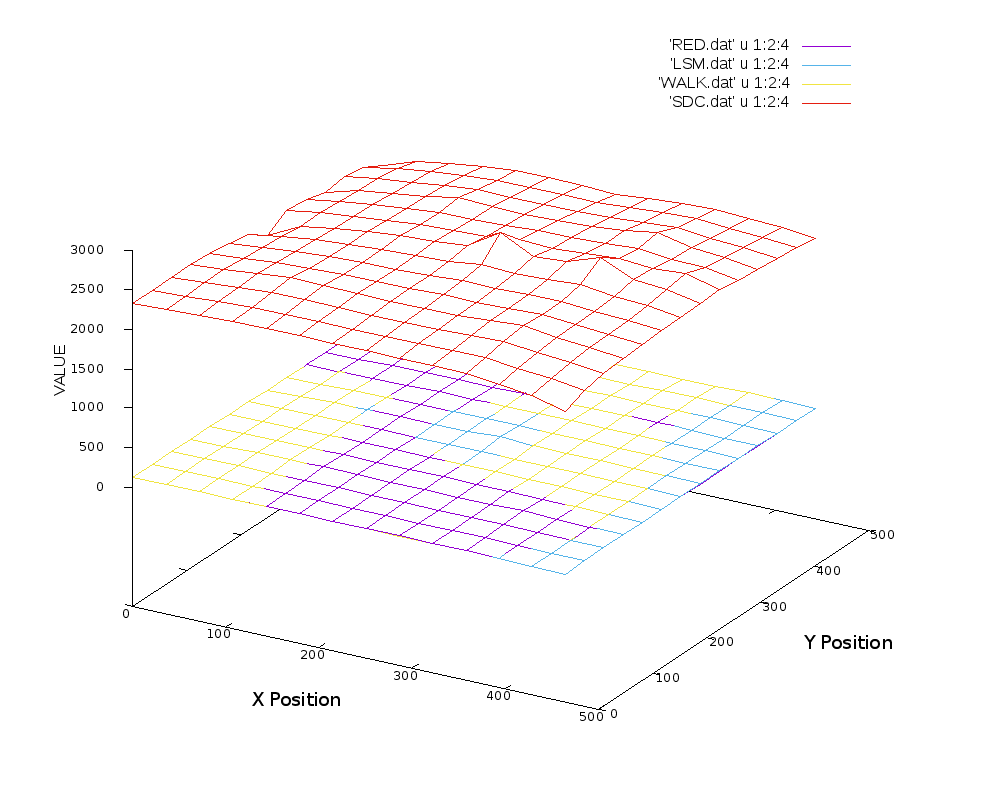 'RED.dat' u 1:2:4
'LSM.dat' u 1:2:4
'WALK.dat' u 1:2:4
'SDC.dat' u 1:2:4
3000
2500
2000
1500
1000
500
0
VALUE
0
100
200
300
400
500
X Position
0
100
200
300
400
500
Y Position